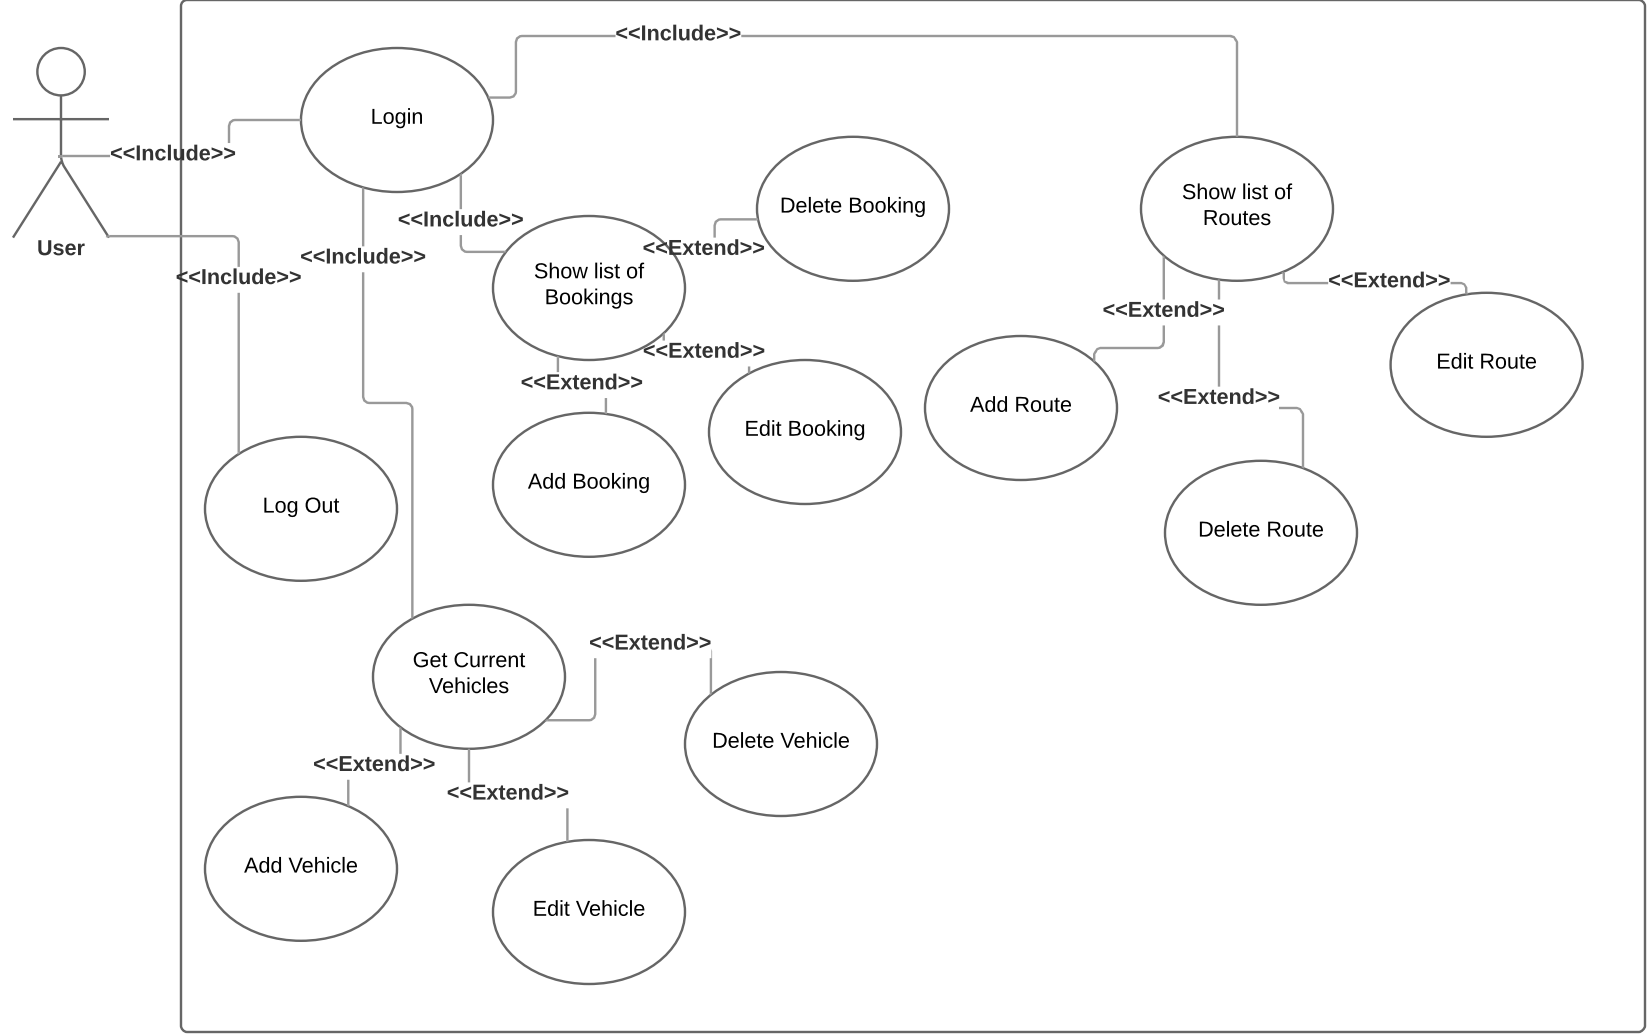 <<Include>>
Login
<<Include>>
User
<<Include>>
<<Include>>
<<Include>>
Show list of
Bookings
<<Extend>>
Delete Booking
<<Extend>>
Edit Booking
<<Extend>>
Add Booking
Show list of
Routes
<<Extend>>
Edit Route
<<Extend>>
Add Route
<<Extend>>
Delete Route
Log Out
Get Current
Vehicles
<<Extend>>
Delete Vehicle
<<Extend>>
Add Vehicle
<<Extend>>
Edit Vehicle